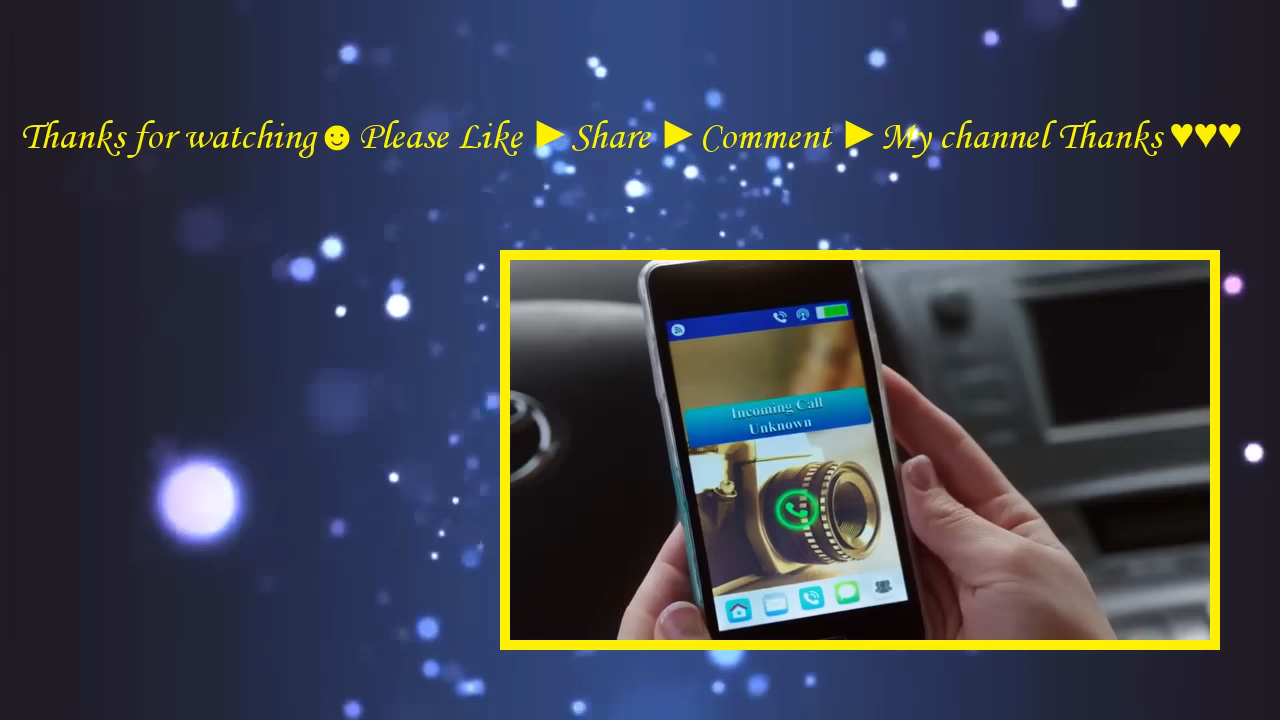 Thanks for watching☻Please Like ►Share ►Comment ►My channel Thanks♥♥♥
Incoming Call
Unknown